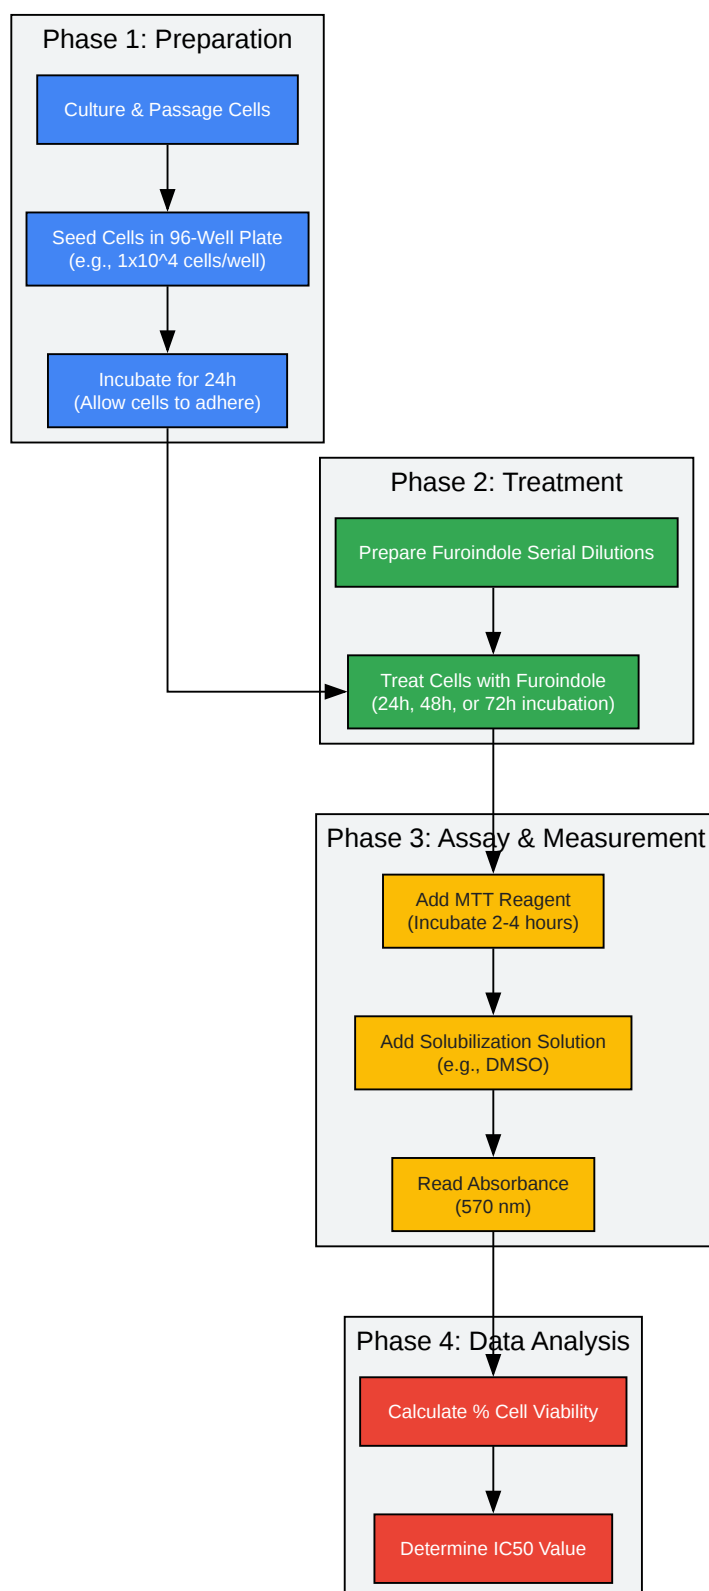 Phase 1: Preparation
Culture & Passage Cells
Seed Cells in 96-Well Plate
(e.g., 1x10^4 cells/well)
Incubate for 24h
(Allow cells to adhere)
Phase 2: Treatment
Prepare Furoindole Serial Dilutions
Treat Cells with Furoindole
(24h, 48h, or 72h incubation)
Phase 3: Assay & Measurement
Add MTT Reagent
(Incubate 2-4 hours)
Add Solubilization Solution
(e.g., DMSO)
Read Absorbance
(570 nm)
Phase 4: Data Analysis
Calculate % Cell Viability
Determine IC50 Value